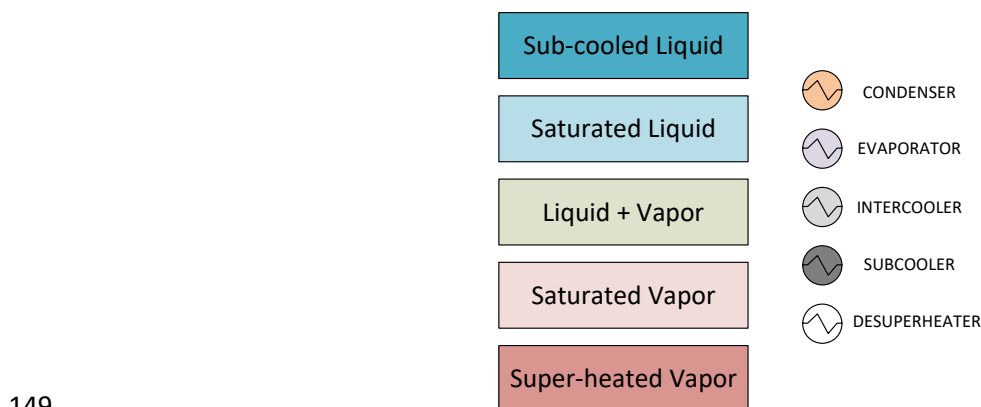 Sub-cooled Liquid
Saturated Liquid
Liquid + Vapor
Saturated Vapor
Super-heated Vapor
CONDENSER
EVAPORATOR
INTERCOOLER
SUBCOOLER
DESUPERHEATER
149